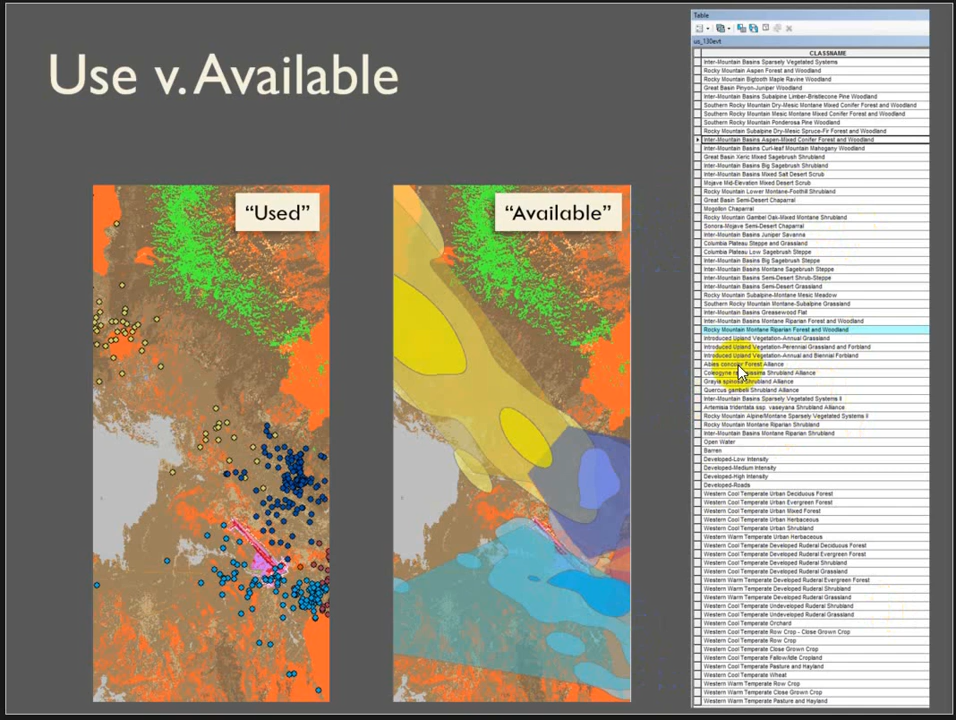 Use v. Available
"Used"
"Available"
Table
us_130evt
CLASSNAME
Inter-Mountain Basins Sparsely Vegetated Systems
Rocky Mountain Aspen Forest and Woodland
Rocky Mountain Bigtooth Maple Ravine Woodland
Great Basin Pinyon-Juniper Woodland
Inter-Mountain Basins Subalpine Limber-Bristlecone Pine Woodland
Southern Rocky Mountain Dry-Mesic Montane Mixed Conifer Forest and Woodland
Southern Rocky Mountain Mesic Montane Mixed Conifer Forest and Woodland
Southern Rocky Mountain Ponderosa Pine Woodland
Rocky Mountain Subalpine Dry-Mesic Spruce-Fir Forest and Woodland
Inter-Mountain Basins Aspen-Mixed Conifer Forest and Woodland
Inter-Mountain Basins Curl-leaf Mountain Mahogany Woodland
Great Basin Xeric Mixed Sagebrush Shrubland
Inter-Mountain Basins Big Sagebrush Shrubland
Inter-Mountain Basins Mixed Salt Desert Scrub
Mojave Mid-Elevation Mixed Desert Scrub
Rocky Mountain Lower Montane-Foothill Shrubland
Great Basin Semi-Desert Chaparral
Mogollon Chaparral
Rocky Mountain Gambel Oak-Mixed Montane Shrubland
Sonora-Mojave Semi-Desert Chaparral
Inter-Mountain Basins Juniper Savanna
Columbia Plateau Steppe and Grassland
Columbia Plateau Low Sagebrush Steppe
Inter-Mountain Basins Big Sagebrush Steppe
Inter-Mountain Basins Montane Sagebrush Steppe
Inter-Mountain Basins Semi-Desert Shrub-Steppe
Inter-Mountain Basins Semi-Desert Grassland
Rocky Mountain Subalpine-Montane Mesic Meadow
Southern Rocky Mountain Montane-Subalpine Grassland
Inter-Mountain Basins Greasewood Flat
Inter-Mountain Basins Montane Riparian Forest and Woodland
Rocky Mountain Montane Riparian Forest and Woodland
Introduced Upland Vegetation-Annual Grassland
Introduced Upland Vegetation-Perennial Grassland and Forbland
Introduced Upland Vegetation-Annual and Biennial Forbland
Abies concolor Forest Alliance
Coleogyne Shrubland Alliance
Grayia spinosa Shrubland Alliance
Quercus gambelii Shrubland Alliance
Inter-Mountain Basins Sparsely Vegetated Systems II
Artemisia tridentata ssp. vaseyana Shrubland Alliance
Rocky Mountain Alpine/Montane Sparsely Vegetated Systems II
Rocky Mountain Montane Riparian Shrubland
Inter-Mountain Basins Montane Riparian Shrubland
Open Water
Barren
Developed-Low Intensity
Developed-Medium Intensity
Developed-High Intensity
Developed-Roads
Western Cool Temperate Urban Deciduous Forest
Western Cool Temperate Urban Evergreen Forest
Western Cool Temperate Urban Mixed Forest
Western Cool Temperate Urban Herbaceous
Western Cool Temperate Urban Shrubland
Western Warm Temperate Urban Herbaceous
Western Cool Temperate Developed Ruderal Deciduous Forest
Western Cool Temperate Developed Ruderal Evergreen Forest
Western Cool Temperate Developed Ruderal Shrubland
Western Cool Temperate Developed Ruderal Grassland
Western Warm Temperate Developed Ruderal Evergreen Forest
Western Warm Temperate Developed Ruderal Shrubland
Western Warm Temperate Developed Ruderal Grassland
Western Cool Temperate Undeveloped Ruderal Shrubland
Western Cool Temperate Undeveloped Ruderal Grassland
Western Cool Temperate Orchard
Western Cool Temperate Row Crop - Close Grown Crop
Western Cool Temperate Row Crop
Western Cool Temperate Close Grown Crop
Western Cool Temperate Fallow/Idle Cropland
Western Cool Temperate Pasture and Hayland
Western Cool Temperate Wheat
Western Warm Temperate Row Crop
Western Warm Temperate Close Grown Crop
Western Warm Temperate Pasture and Hayland